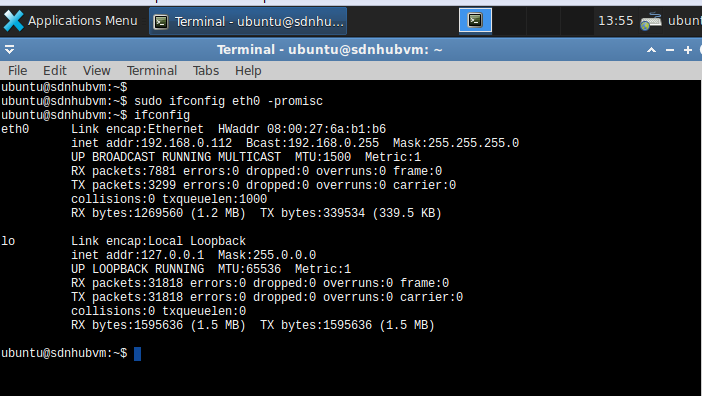 Applications Menu
Terminal - ubuntu@sdnhu...
13:55
ubuntu
Terminal - ubuntu@sdnhubvm: ~
File Edit View Terminal Tabs Help
ubuntu@sdnhubvm:~$
ubuntu@sdnhubvm:~$ sudo ifconfig eth0 -promisc
ubuntu@sdnhubvm:~$ ifconfig
eth0      Link encap:Ethernet  HWaddr 08:00:27:6a:b1:b6
          inet addr:192.168.0.112  Bcast:192.168.0.255  Mask:255.255.255.0
          UP BROADCAST RUNNING MULTICAST  MTU:1500  Metric:1
          RX packets:7881 errors:0 dropped:0 overruns:0 frame:0
          TX packets:3299 errors:0 dropped:0 overruns:0 carrier:0
          collisions:0 txqueuelen:1000
          RX bytes:1269560 (1.2 MB)  TX bytes:339534 (339.5 KB)
lo        Link encap:Local Loopback
          inet addr:127.0.0.1  Mask:255.0.0.0
          UP LOOPBACK RUNNING  MTU:65536  Metric:1
          RX packets:31818 errors:0 dropped:0 overruns:0 frame:0
          TX packets:31818 errors:0 dropped:0 overruns:0 carrier:0
          collisions:0 txqueuelen:0
          RX bytes:1595636 (1.5 MB)  TX bytes:1595636 (1.5 MB)
ubuntu@sdnhubvm:~$